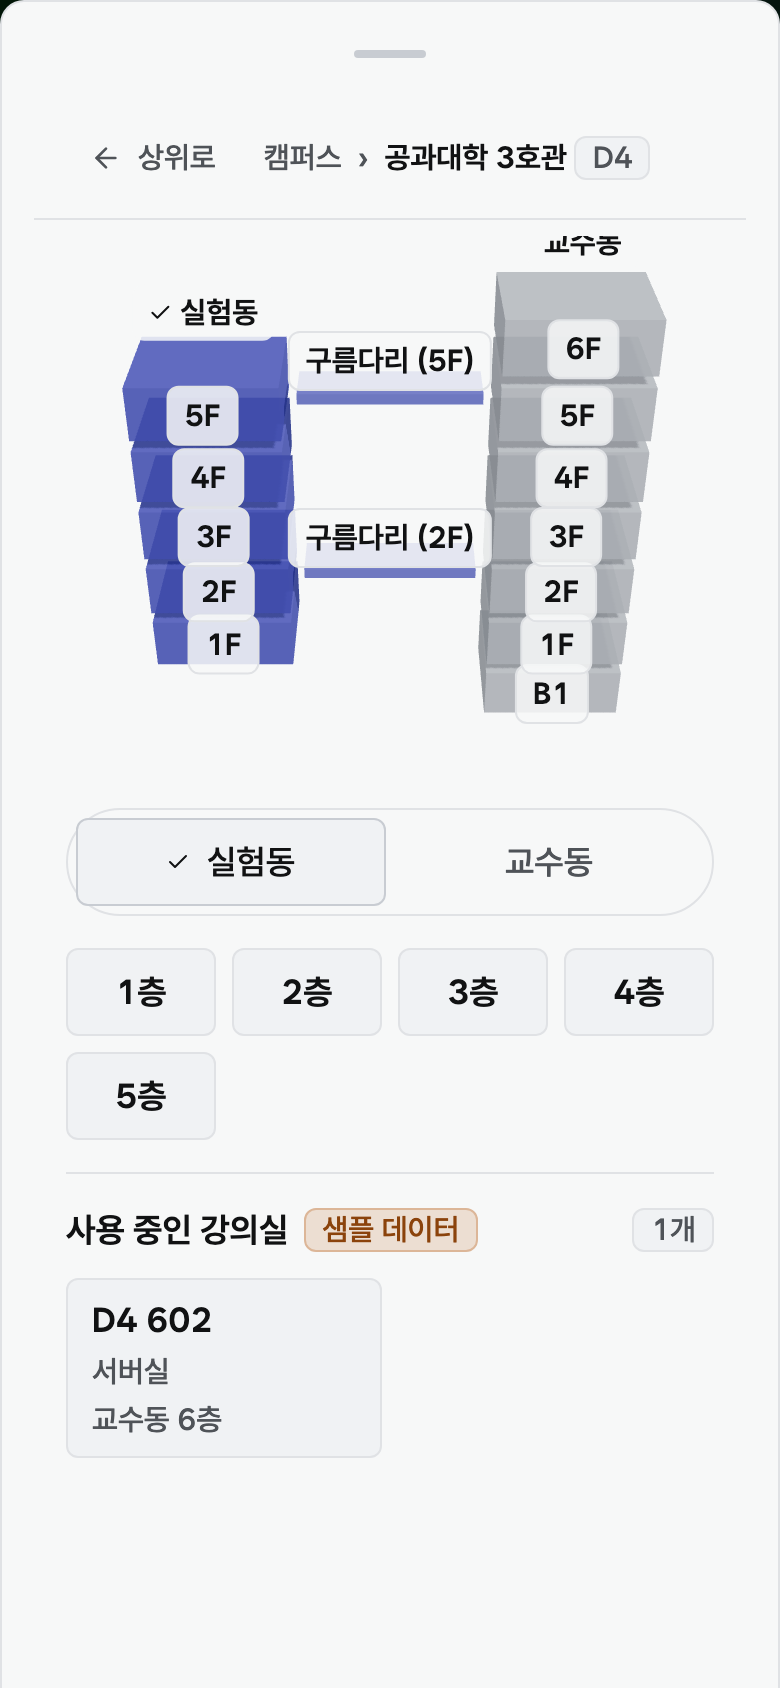 ← 상위로 캠퍼스 › 공과대학 3호관 D4
교수동
✓ 실험동
구름다리 (5F)
6F
5F
5F
4F
4F
구름다리 (2F)
3F
3F
2F
2F
1F
1F
B1
✓ 실험동 교수동
1층 2층 3층 4층
5층
사용 중인 강의실 샘플 데이터 1개
D4 602
서버실
교수동 6층